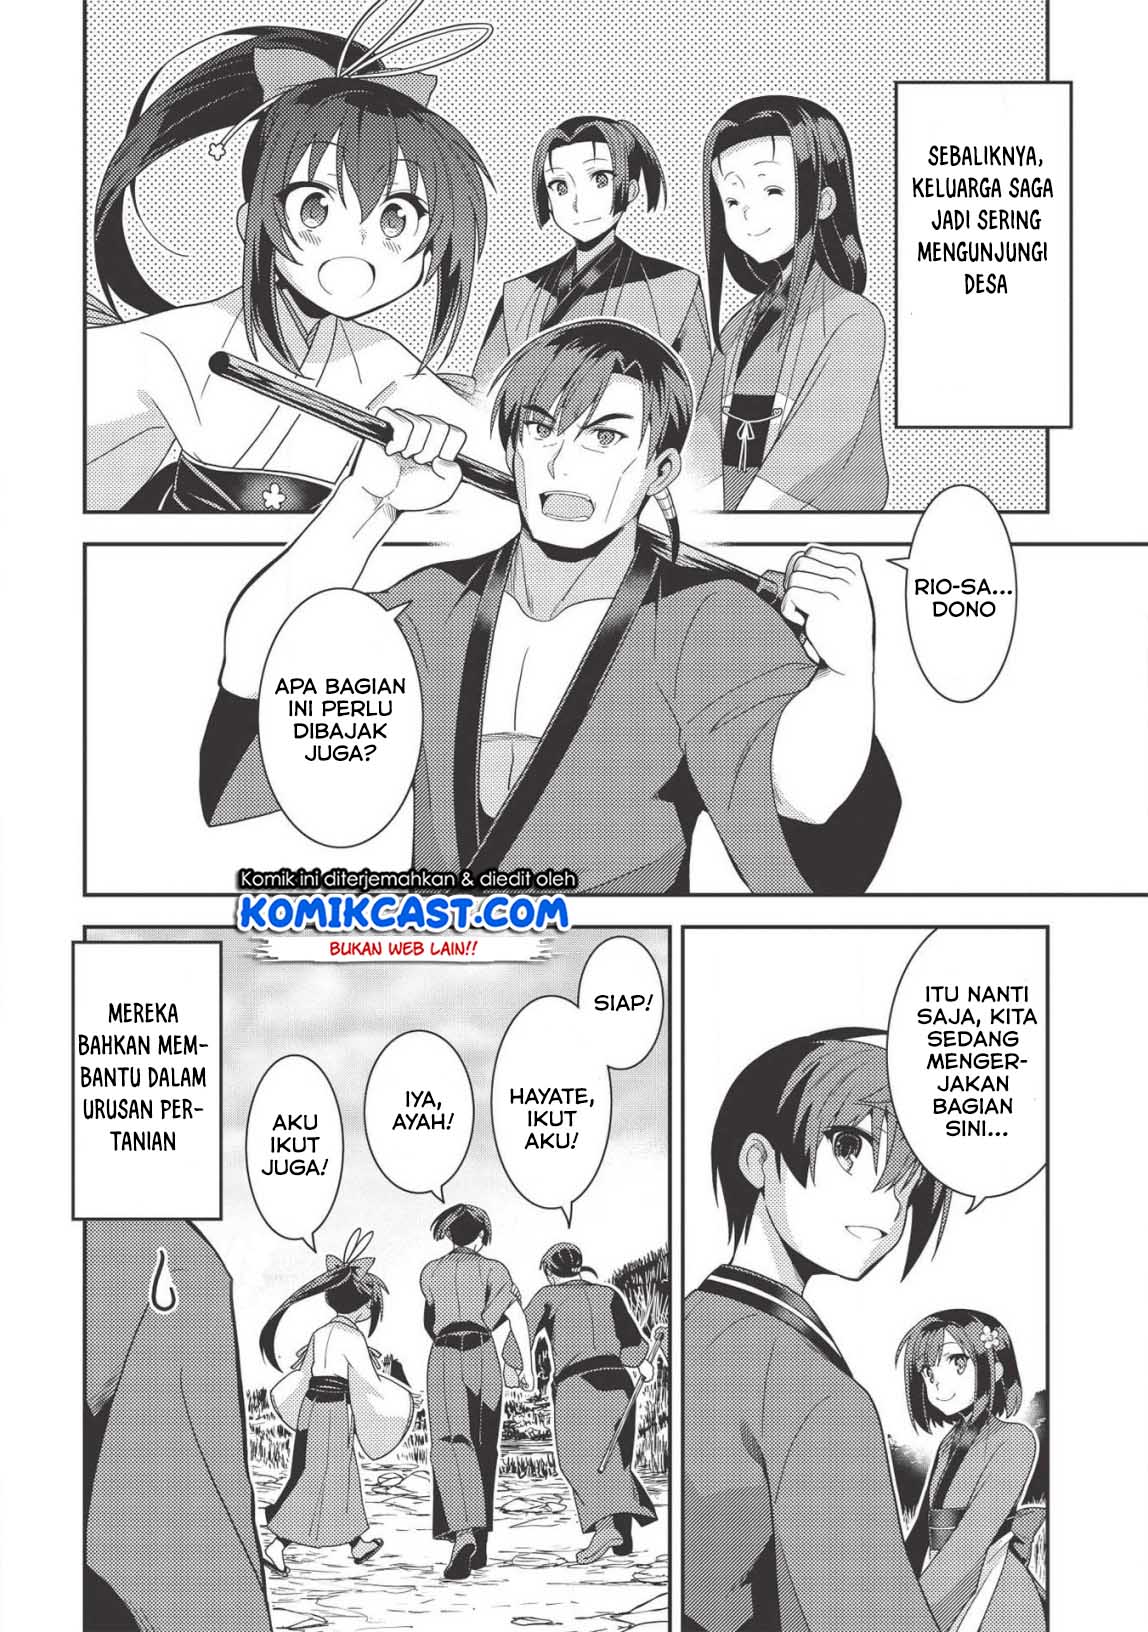 SEBALIKNYA,
KELUARGA SAGA
JADI SERING
MENGUNJUNGI
DESA
RIO-SA...
DONO
APA BAGIAN
INI PERLU
DIBAJAK
JUGA?
Komik ini diterjemahkan & diedit oleh
KOMIKCAST.COM
BUKAN WEB LAIN!!
ITU NANTI
SAJA, KITA
SEDANG
MENGER-
JAKAN
BAGIAN
SINI...
SIAP!
HAYATE,
IKUT
AKU!
IYA,
AYAH!
AKU
IKUT
JUGA!
MEREKA
BAHKAN MEM-
BANTU DALAM
URUSAN PER-
TANIAN